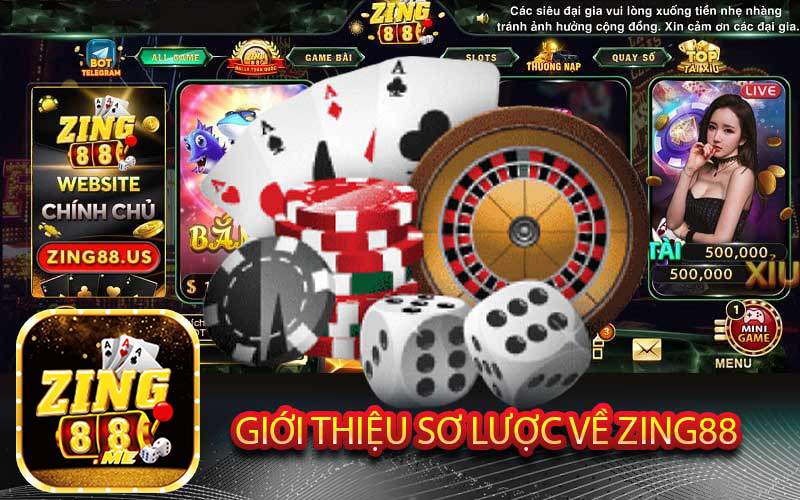 ZING
88
Các siêu đại gia vui lòng xuống tiền nhẹ nhàng
tránh ảnh hưởng cộng đồng. Xin cảm ơn các đại gia.
BOT
TELEGRAM
ALL GAME
GAME BÀI
SLOTS
THƯỞNG NẠP
QUAY SỐ
TOP
TÀI XỈU
ZING
88
WEBSITE
CHÍNH CHỦ
ZING88.US
BẮ
$ 1
A
A
A
A
LIVE
TÀI
500,000
500,000
XỈU
3
1
MINI
GAME
MENU
A A A
ZING
88
.ME
GIỚI THIỆU SƠ LƯỢC VỀ ZING88